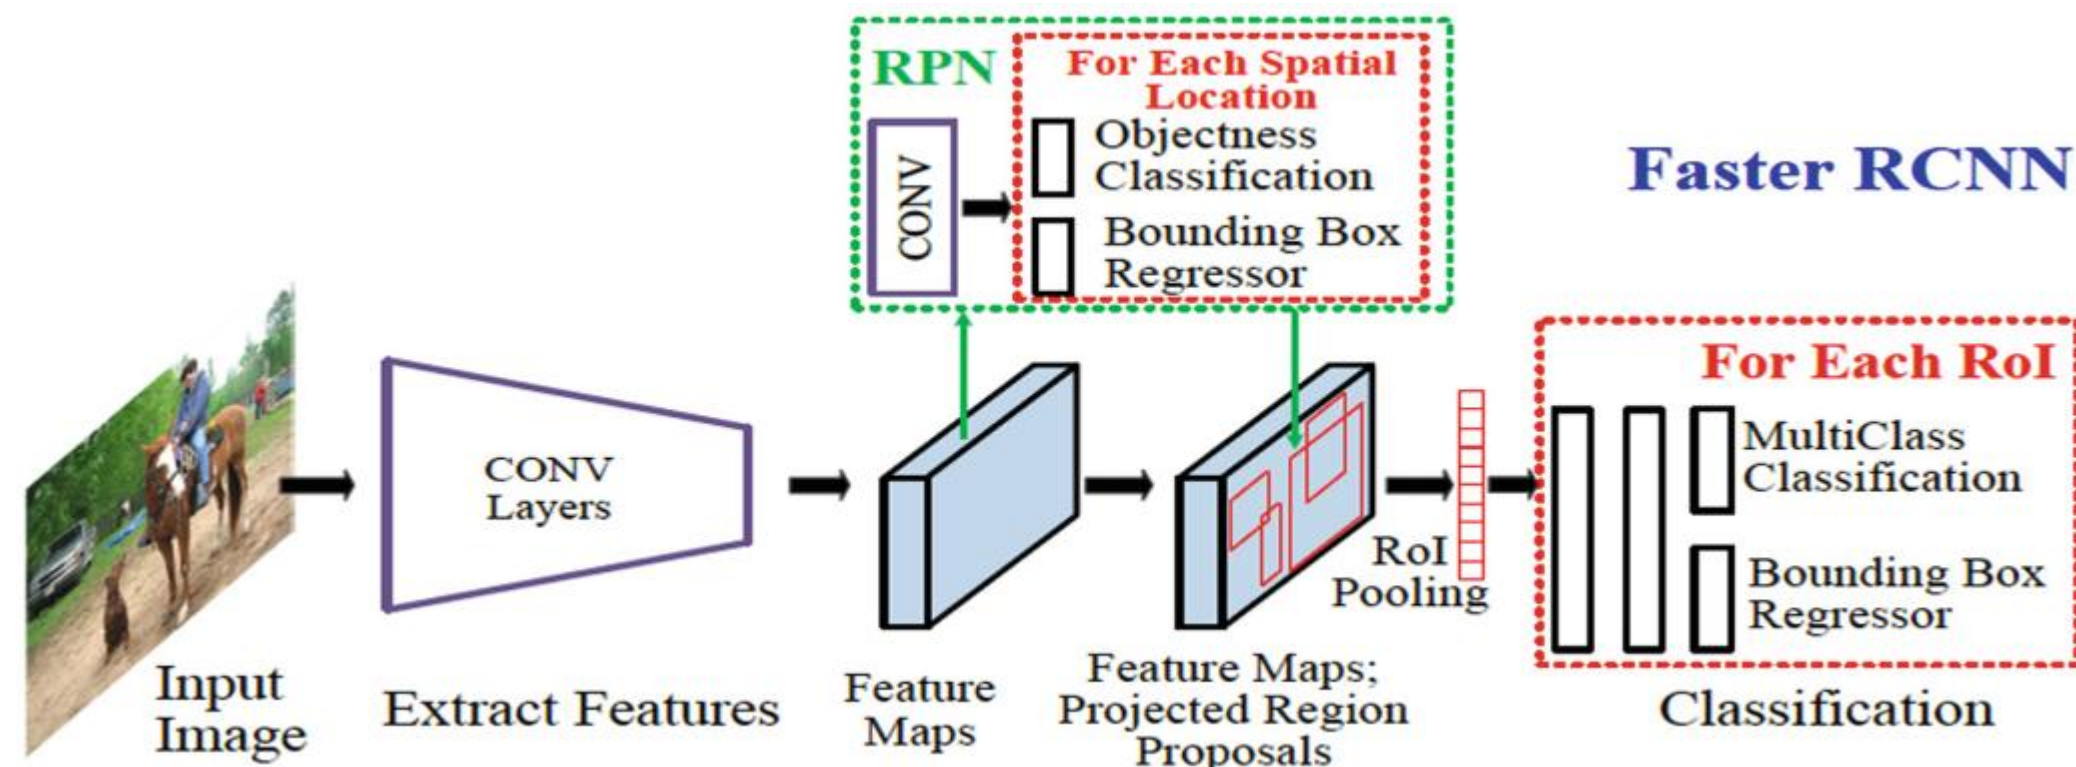 RPN
For Each Spatial
Location
CONV
Objectness
Classification
Bounding Box
Regressor
Faster RCNN
CONV
Layers
For Each RoI
MultiClass
Classification
Bounding Box
Regressor
RoI
Pooling
Input
Image
Extract Features
Feature
Maps
Feature Maps;
Projected Region
Proposals
Classification